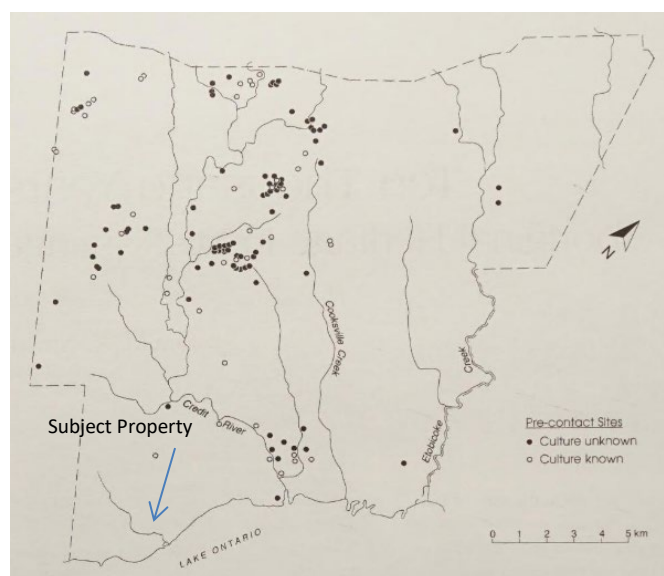 N
Cooksville
Creek
Credit
River
Creek
Etobicoke
Subject Property
Pre-contact Sites
Culture unknown
Culture known
0 1 2 3 4 5 km
LAKE ONTARIO